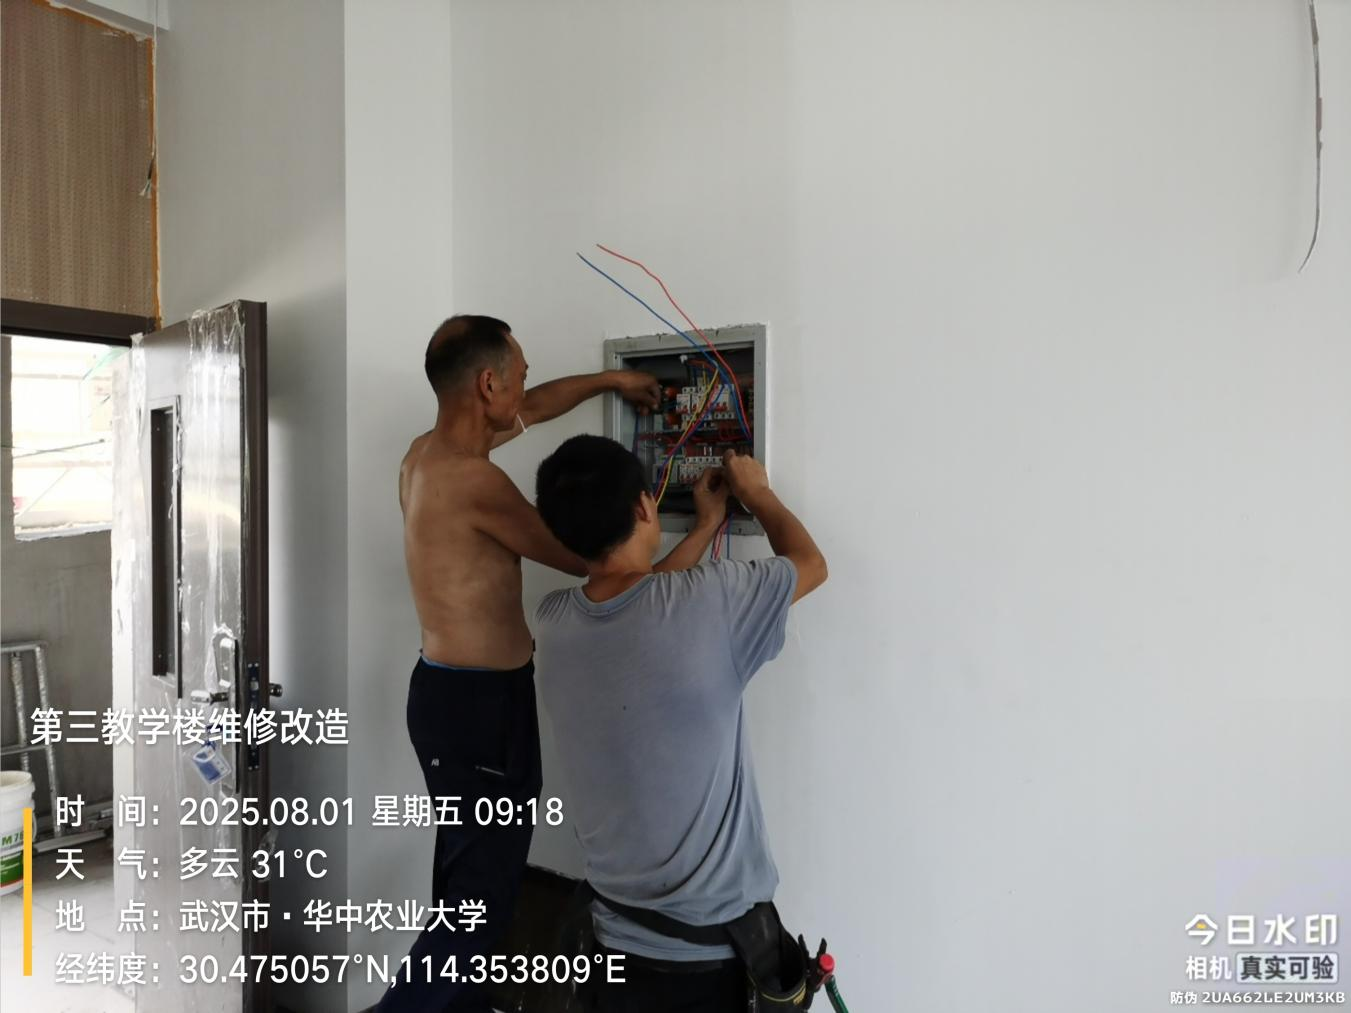 第三教学楼维修改造
时 间：2025.08.01 星期五 09:18
天 气：多云 31°C
地 点：武汉市·华中农业大学
经纬度：30.475057°N,114.353809°E
今日水印
相机 真实可验
防伪 2UA662LE2UM3KB